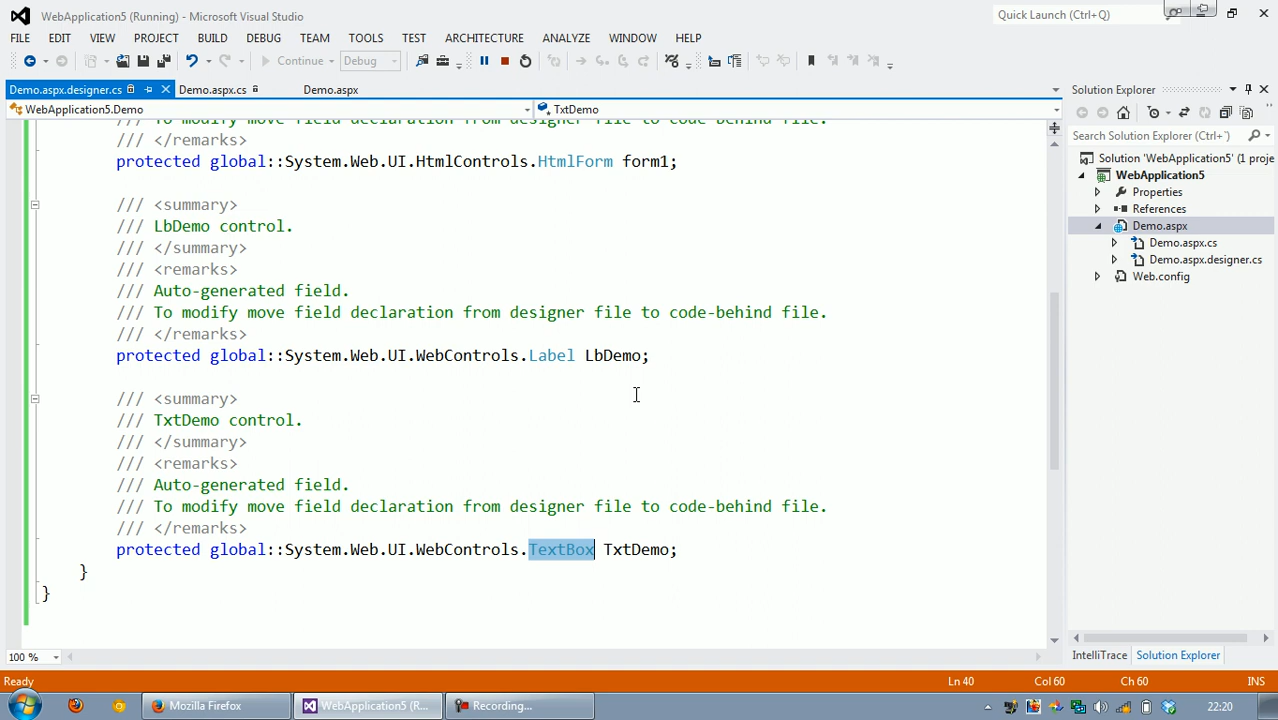 WebApplication5 (Running) - Microsoft Visual Studio
Quick Launch (Ctrl+Q)
FILE EDIT VIEW PROJECT BUILD DEBUG TEAM TOOLS TEST ARCHITECTURE ANALYZE WINDOW HELP
Continue Debug
Demo.aspx.designer.cs Demo.aspx.cs Demo.aspx
WebApplication5.Demo TxtDemo
/// To modify move field declaration from designer file to code-behind file.
/// </remarks>
protected global::System.Web.UI.HtmlControls.HtmlForm form1;
/// <summary>
/// LbDemo control.
/// </summary>
/// <remarks>
/// Auto-generated field.
/// To modify move field declaration from designer file to code-behind file.
/// </remarks>
protected global::System.Web.UI.WebControls.Label LbDemo;
/// <summary>
/// TxtDemo control.
/// </summary>
/// <remarks>
/// Auto-generated field.
/// To modify move field declaration from designer file to code-behind file.
/// </remarks>
protected global::System.Web.UI.WebControls.TextBox TxtDemo;
}
}
100 %
Solution Explorer
Search Solution Explorer (Ctrl+')
Solution 'WebApplication5' (1 proje
WebApplication5
Properties
References
Demo.aspx
Demo.aspx.cs
Demo.aspx.designer.cs
Web.config
IntelliTrace Solution Explorer
Ready Ln 40 Col 60 Ch 60 INS
Mozilla Firefox WebApplication5 (R... Recording... 22:20